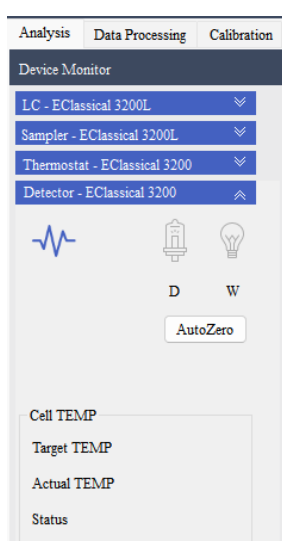 Analysis Data Processing Calibration
Device Monitor
LC - EClassical 3200L
Sampler - EClassical 3200L
Thermostat - EClassical 3200
Detector - EClassical 3200
D W
AutoZero
Cell TEMP
Target TEMP
Actual TEMP
Status